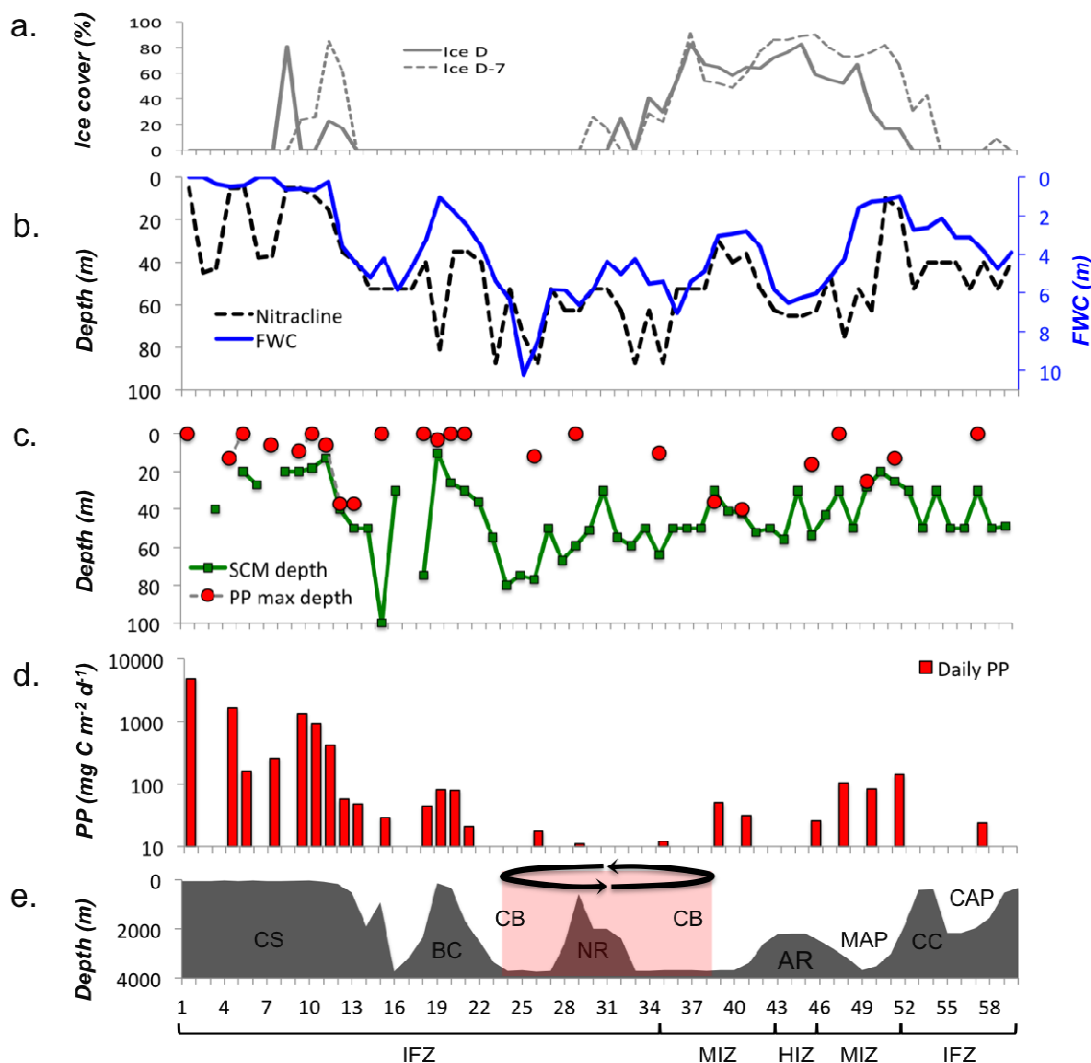 a.
Ice cover (%)
100
80
60
40
20
0
Ice D
Ice D-7
b.
Depth (m)
0
20
40
60
80
100
Nitracline
FWC
0
2
4
6
8
10
FWC (m)
c.
Depth (m)
0
20
40
60
80
100
SCM depth
PP max depth
d.
PP (mg C m-2 d-1)
10000
1000
100
10
Daily PP
e.
Depth (m)
0
2000
4000
CS
BC
CB
NR
CB
AR
MAP
CC
CAP
1 4 7 10 13 16 19 22 25 28 31 34 37 40 43 46 49 52 55 58
IFZ MIZ HIZ MIZ IFZ